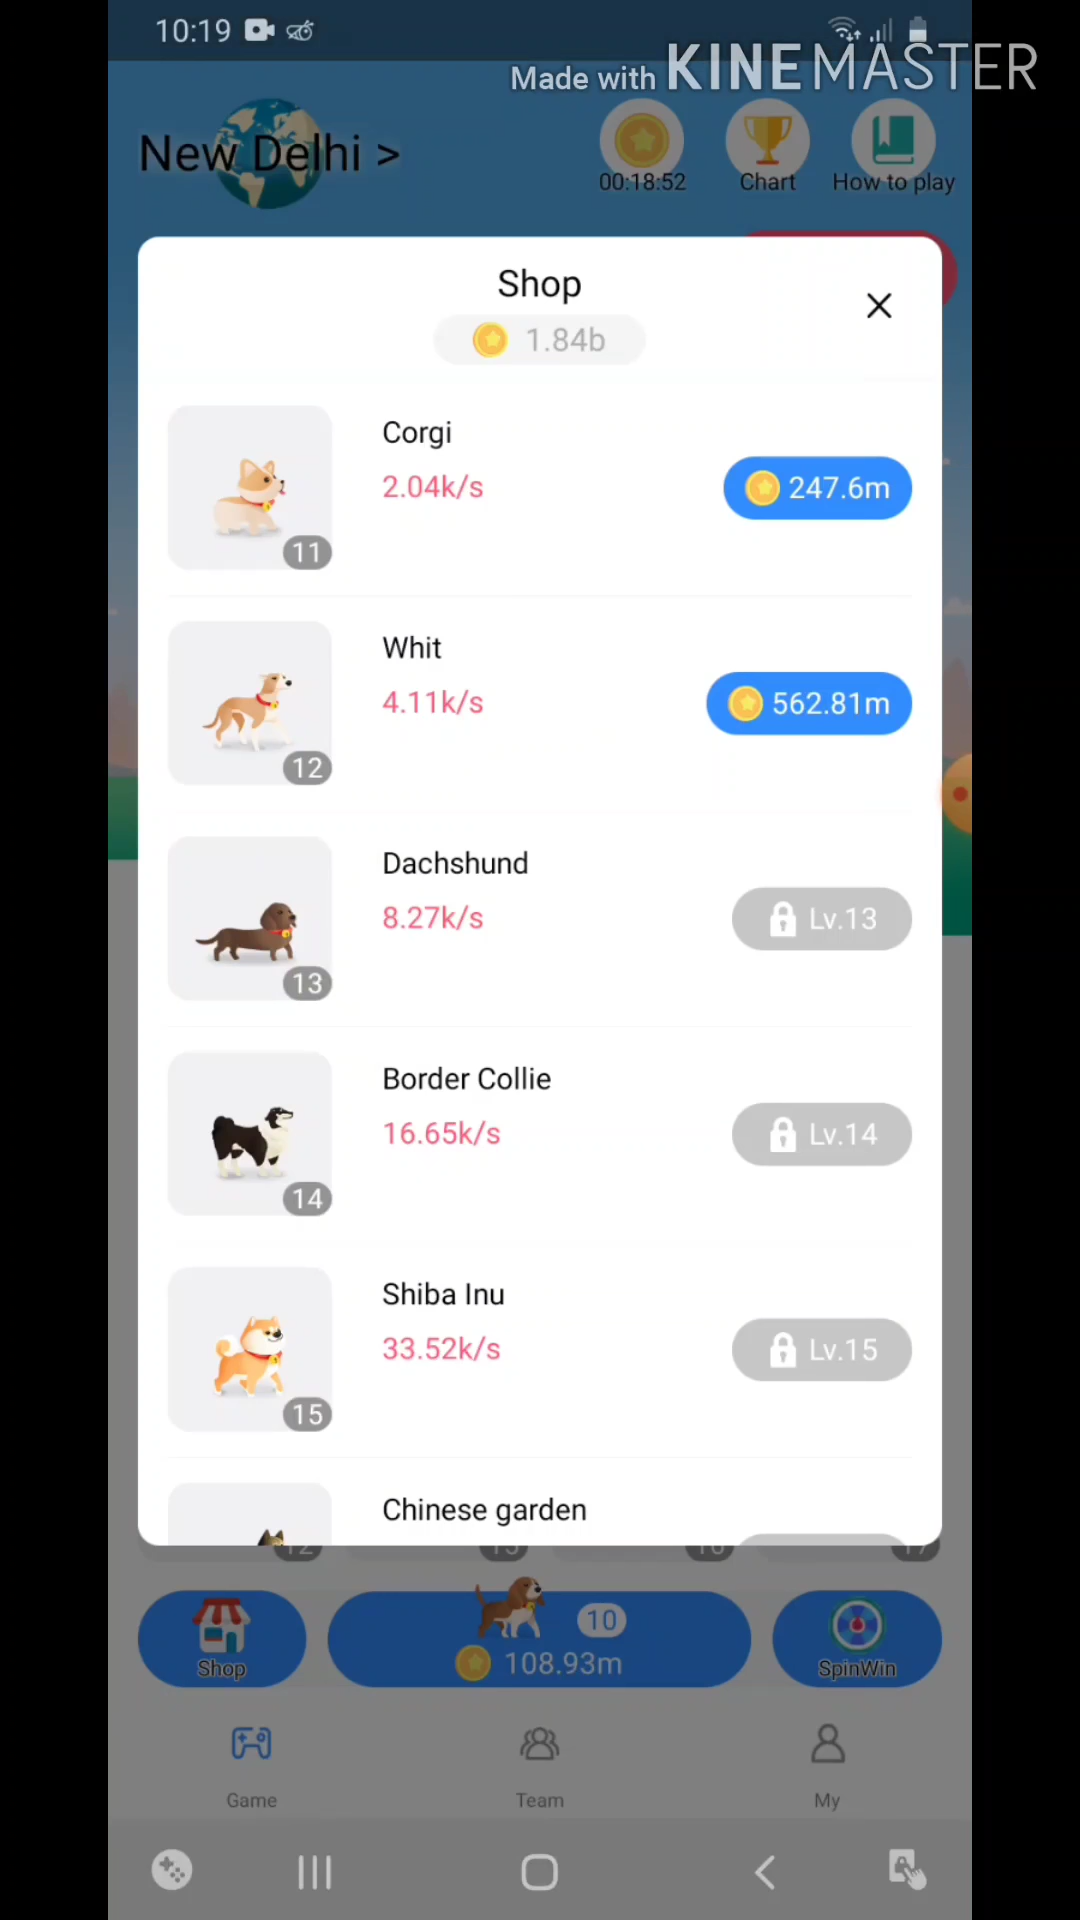 10:19
Made with KINEMASTER
New Delhi >
00:18:52
Chart
How to play
Shop
1.84b
Corgi
2.04k/s
247.6m
11
Whit
4.11k/s
562.81m
12
Dachshund
8.27k/s
Lv.13
13
Border Collie
16.65k/s
Lv.14
14
Shiba Inu
33.52k/s
Lv.15
15
Chinese garden
12
17
10
108.93m
Shop
SpinWin
Game
Team
My